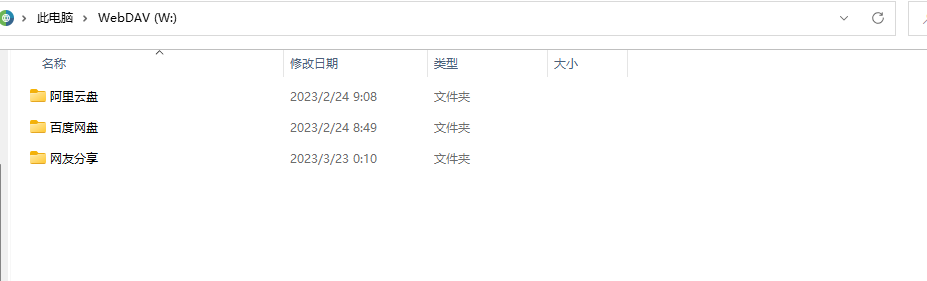 此电脑 WebDAV (W:)
名称 修改日期 类型 大小
阿里云盘 2023/2/24 9:08 文件夹
百度网盘 2023/2/24 8:49 文件夹
网友分享 2023/3/23 0:10 文件夹